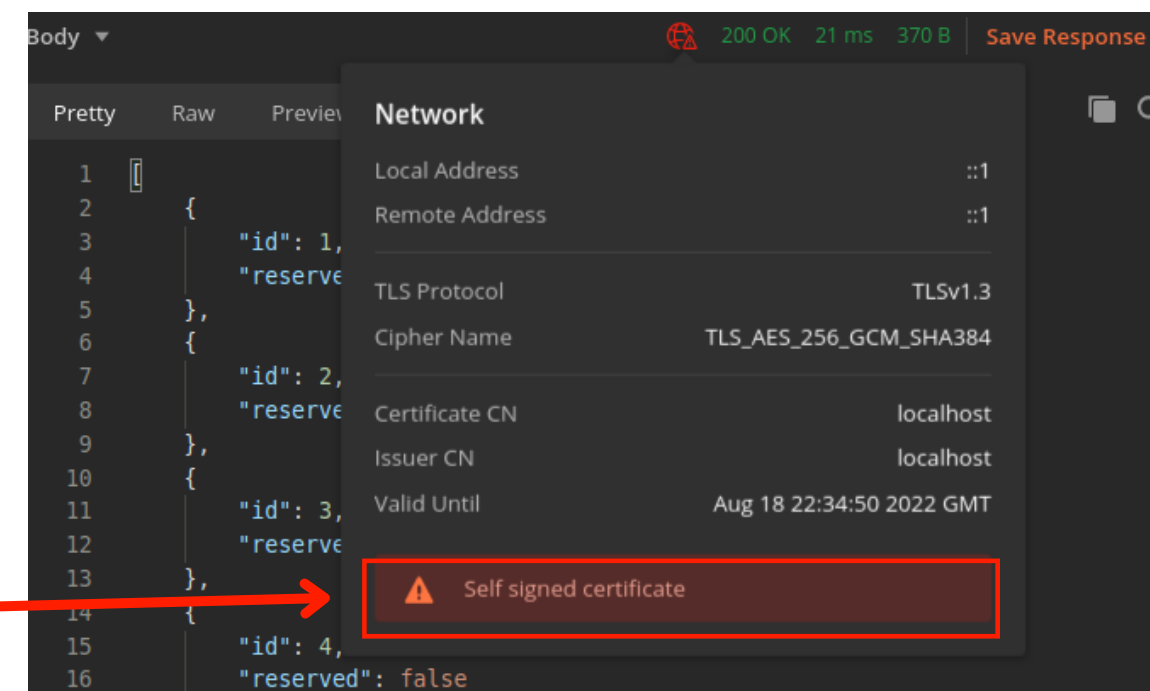 Body
200 OK 21 ms 370 B Save Response
Pretty Raw
Network
Local Address ::1
Remote Address ::1
TLS Protocol TLSv1.3
Cipher Name TLS_AES_256_GCM_SHA384
Certificate CN localhost
Issuer CN localhost
Valid Until Aug 18 22:34:50 2022 GMT
Self signed certificate
1 [
2 {
3 "id": 1,
4
5 },
6 {
7 "id": 2,
8
9 },
10 {
11 "id": 3,
12
13 },
14 {
15 "id": 4,
16 "reserved": false